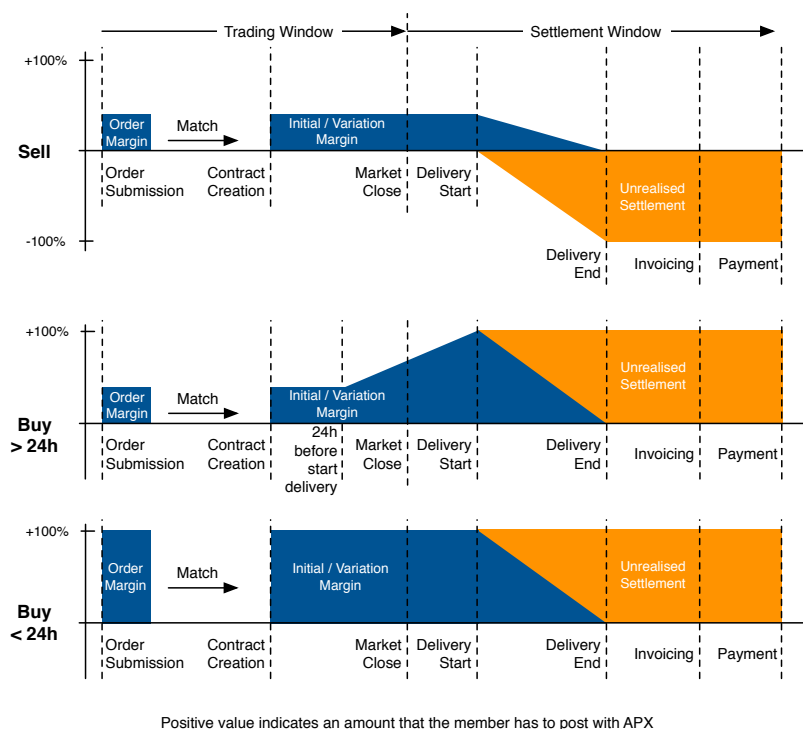 Trading Window
Settlement Window
+100%
Order
Margin
Match
Initial / Variation
Margin
Sell
Order
Submission
Contract
Creation
Market
Close
Delivery
Start
Unrealised
Settlement
-100%
Delivery
End
Invoicing
Payment
+100%
Order
Margin
Match
Initial / Variation
Margin
Unrealised
Settlement
Buy
> 24h
Order
Submission
Contract
Creation
24h
before
start
delivery
Market
Close
Delivery
Start
Delivery
End
Invoicing
Payment
+100%
Order
Margin
Match
Initial / Variation
Margin
Unrealised
Settlement
Buy
< 24h
Order
Submission
Contract
Creation
Market
Close
Delivery
Start
Delivery
End
Invoicing
Payment
Positive value indicates an amount that the member has to post with APX